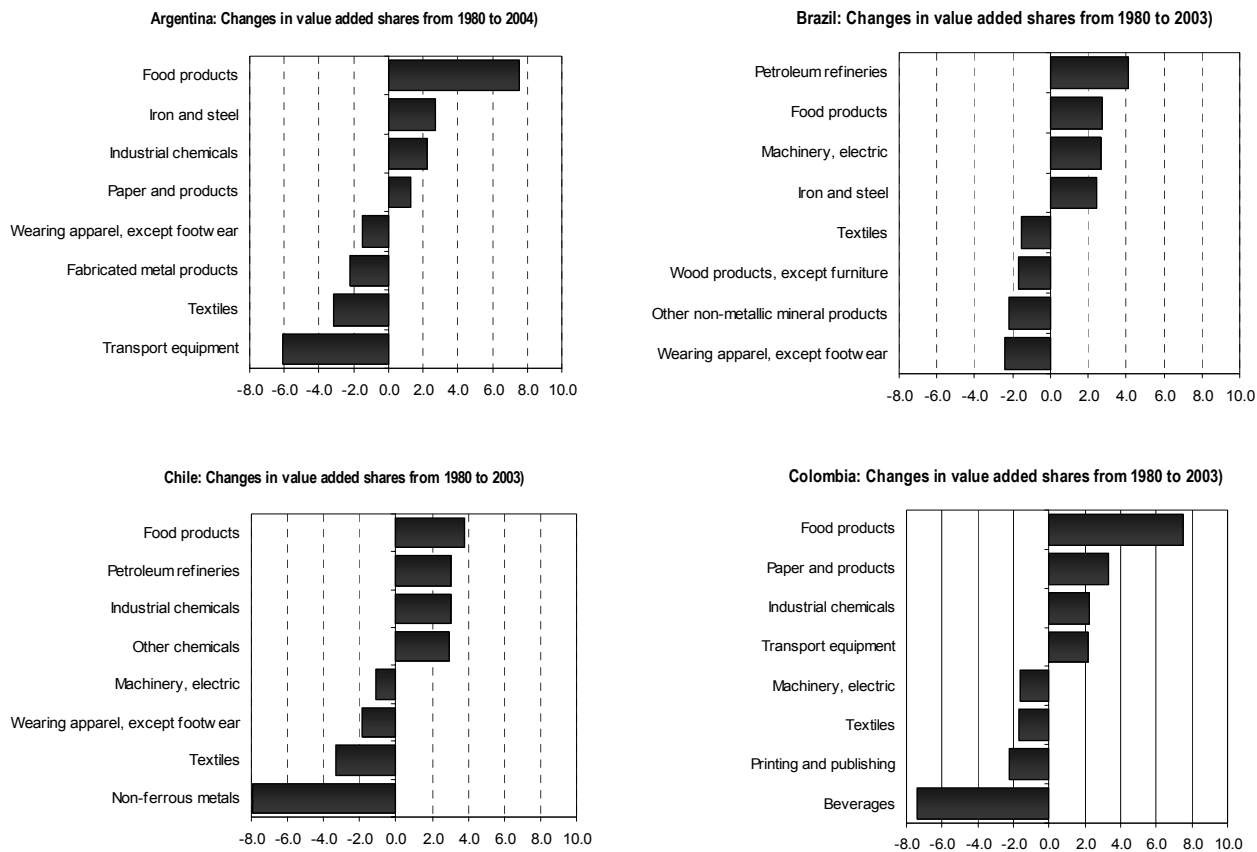 Argentina: Changes in value added shares from 1980 to 2004)
Food products
Iron and steel
Industrial chemicals
Paper and products
Wearing apparel, except footwear
Fabricated metal products
Textiles
Transport equipment
-8.0 -6.0 -4.0 -2.0 0.0 2.0 4.0 6.0 8.0 10.0
Brazil: Changes in value added shares from 1980 to 2003)
Petroleum refineries
Food products
Machinery, electric
Iron and steel
Textiles
Wood products, except furniture
Other non-metallic mineral products
Wearing apparel, except footwear
-8.0 -6.0 -4.0 -2.0 0.0 2.0 4.0 6.0 8.0 10.0
Chile: Changes in value added shares from 1980 to 2003)
Food products
Petroleum refineries
Industrial chemicals
Other chemicals
Machinery, electric
Wearing apparel, except footwear
Textiles
Non-ferrous metals
-8.0 -6.0 -4.0 -2.0 0.0 2.0 4.0 6.0 8.0 10.0
Colombia: Changes in value added shares from 1980 to 2003)
Food products
Paper and products
Industrial chemicals
Transport equipment
Machinery, electric
Textiles
Printing and publishing
Beverages
-8.0 -6.0 -4.0 -2.0 0.0 2.0 4.0 6.0 8.0 10.0